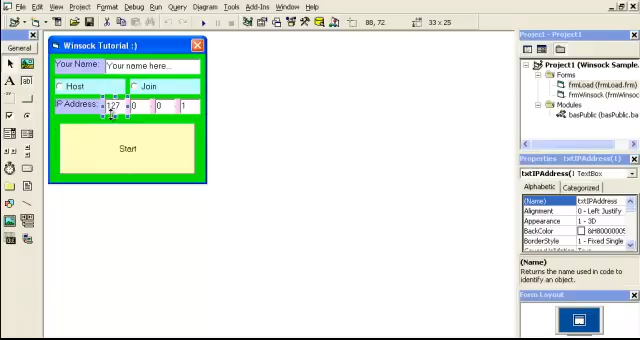 File Edit View Project Format Debug Run Query Diagram Tools Add-Ins Window Help
88, 72
33 x 25
General
Winsock Tutorial :)
Your Name: Your name here...
Host Join
IP Address: 127 0 0 1
Start
Project - Project1
Project1 (Winsock Sample.
Forms
frmLoad (frmLoad.frm)
frmWinsock (frmWinsoc
Modules
basPublic (basPublic.ba
Properties - txtIPAddress(
txtIPAddress( TextBox
Alphabetic Categorized
(Name) txtIPAddress
Alignment 0 - Left Justify
Appearance 1 - 3D
BackColor &H80000005
BorderStyle 1 - Fixed Single
(Name)
Returns the name used in code to
identify an object.
Form Layout